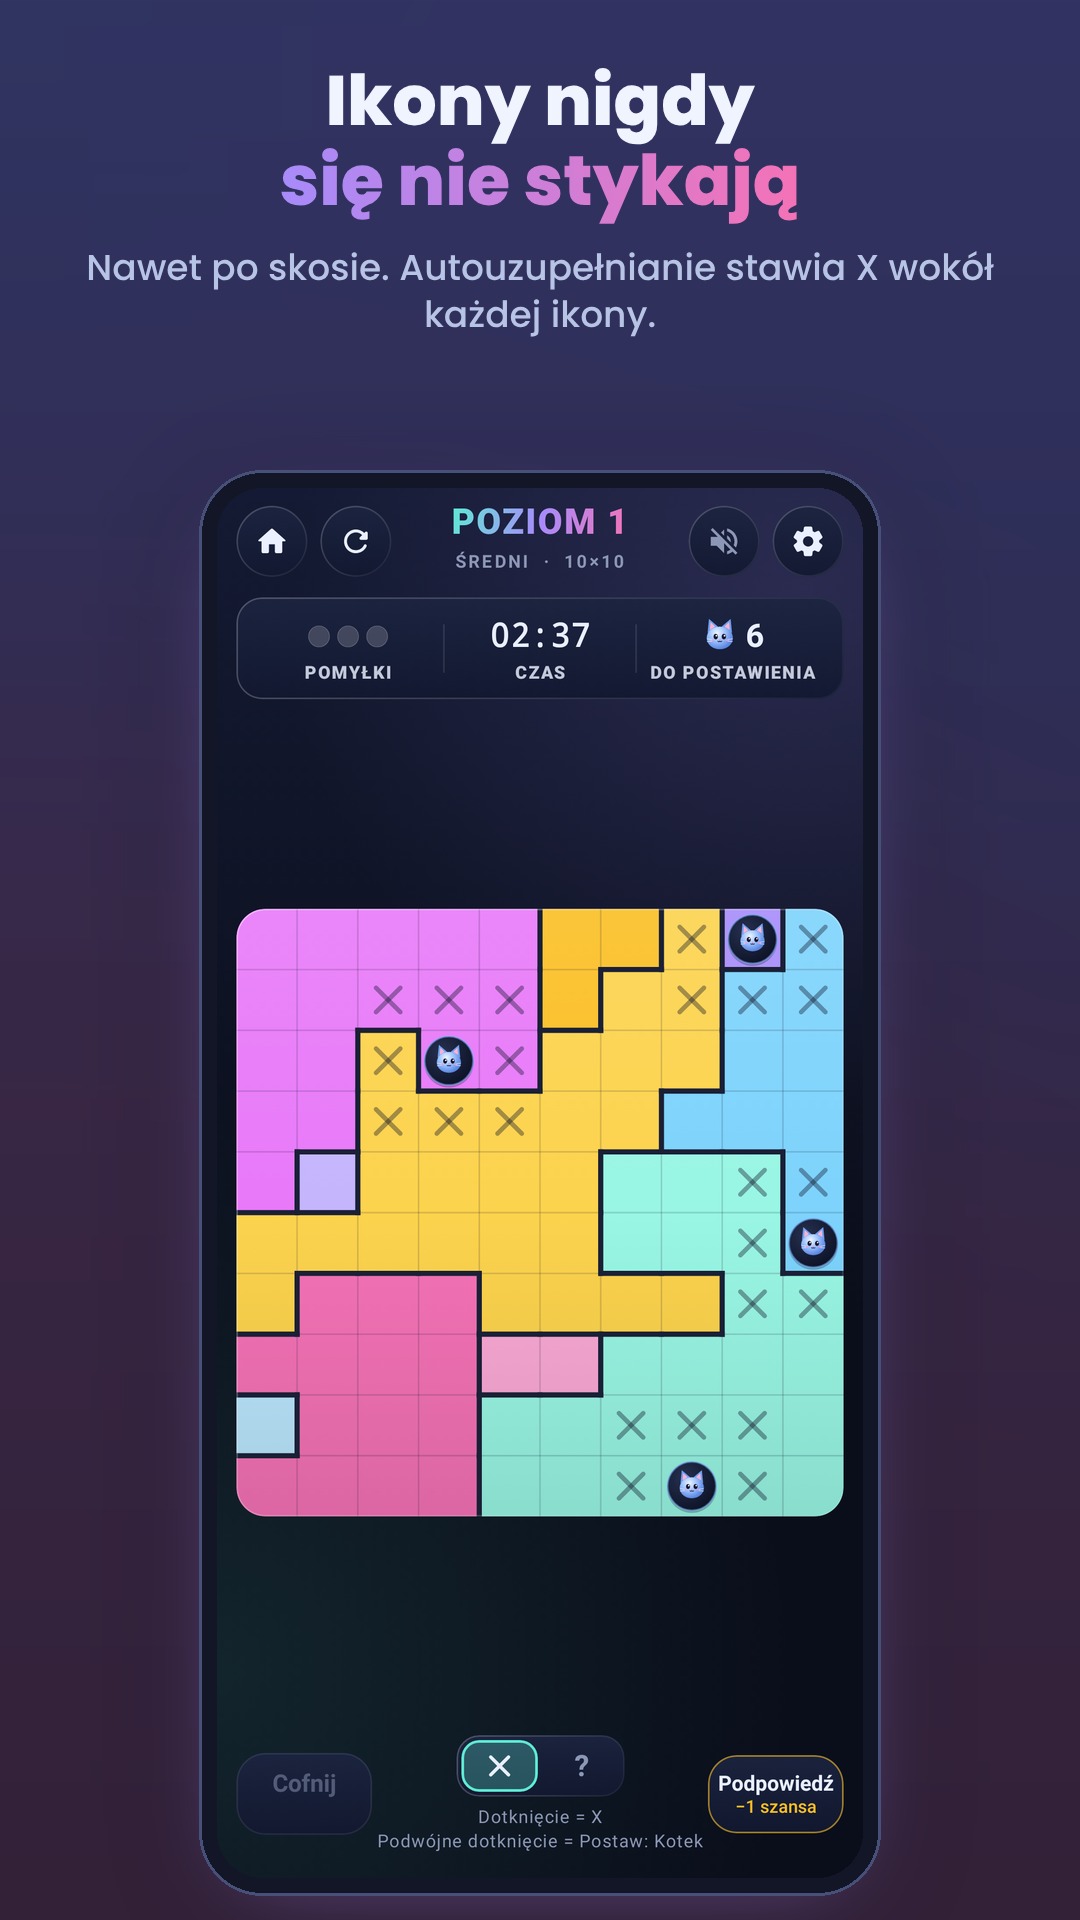 Ikony nigdy
się nie stykają
Nawet po skosie. Autouzupełnianie stawia X wokół
każdej ikony.
POZIOM 1
ŚREDNI · 10×10
02:37
6
POMYŁKI
CZAS
DO POSTAWIENIA
Cofnij
?
Podpowiedź
−1 szansa
Dotknięcie = X
Podwójne dotknięcie = Postaw: Kotek